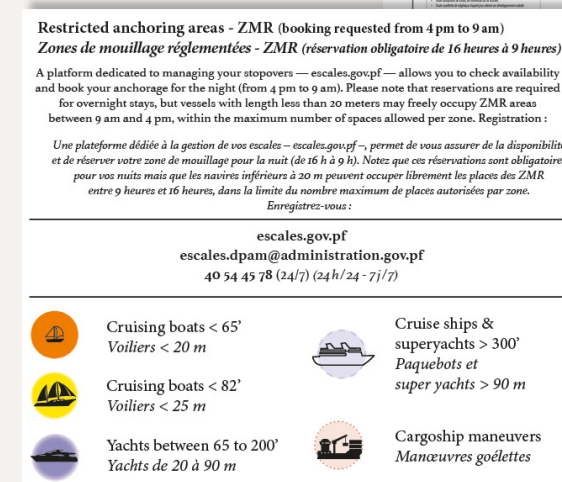 Restricted anchoring areas - ZMR (booking requested from 4 pm to 9 am)
Zones de mouillage réglementées - ZMR (réservation obligatoire de 16 heures à 9 heures)
A platform dedicated to managing your stopovers — escales.gov.pf — allows you to check availability
and book your anchorage for the night (from 4 pm to 9 am). Please note that reservations are required
for overnight stays, but vessels with length less than 20 meters may freely occupy ZMR areas
between 9 am and 4 pm, within the maximum number of spaces allowed per zone. Registration :
Une plateforme dédiée à la gestion de vos escales – escales.gov.pf –, permet de vous assurer de la disponibilité
et de réserver votre zone de mouillage pour la nuit (de 16 h à 9 h). Notez que ces réservations sont obligatoire
pour vos nuits mais que les navires inférieurs à 20 m peuvent occuper librement les places des ZMR
entre 9 heures et 16 heures, dans la limite du nombre maximum de places autorisées par zone.
Enregistrez-vous :
escales.gov.pf
escales.dpam@administration.gov.pf
40 54 45 78 (24/7) (24h/24 - 7j/7)
Cruising boats < 65’
Voiliers < 20 m
Cruising boats < 82’
Voiliers < 25 m
Yachts between 65 to 200’
Yachts de 20 à 90 m
Cruise ships &
superyachts > 300’
Paquebots et
super yachts > 90 m
Cargoship maneuvers
Manœuvres goélettes